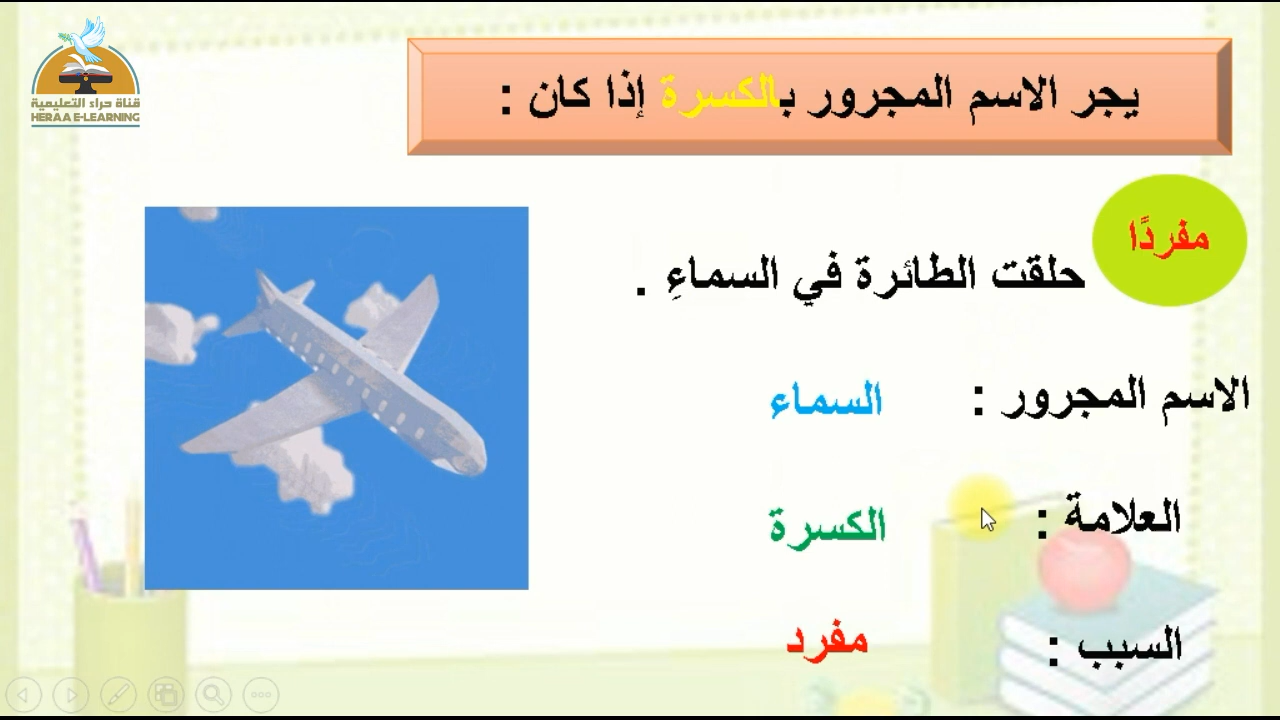 قناة حراء التعليمية
HERAA E-LEARNING
يجر الاسم المجرور بالكسرة إذا كان :
مفردًا
حلقت الطائرة في السماءِ .
الاسم المجرور : السماء
العلامة : الكسرة
السبب : مفرد